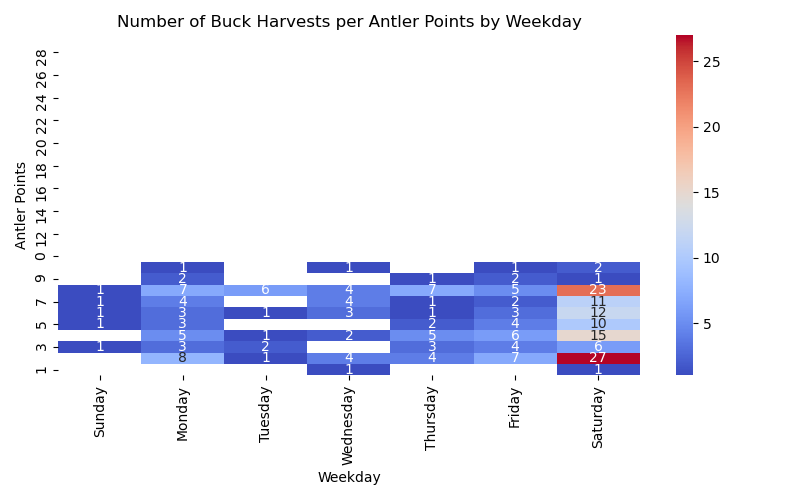 Number of Buck Harvests per Antler Points by Weekday
28
26
24
22
20
18
16
14
12
0
9
7
5
3
1
Antler Points
1 1 1 2
2 1 2 1
1 7 6 4 7 5 23
1 4 4 1 2 11
1 3 1 3 1 3 12
1 3 2 4 10
5 1 2 5 6 15
1 3 2 3 4 6
8 1 4 4 7 27
1 1
Sunday
Monday
Tuesday
Wednesday
Thursday
Friday
Saturday
Weekday
25
20
15
10
5